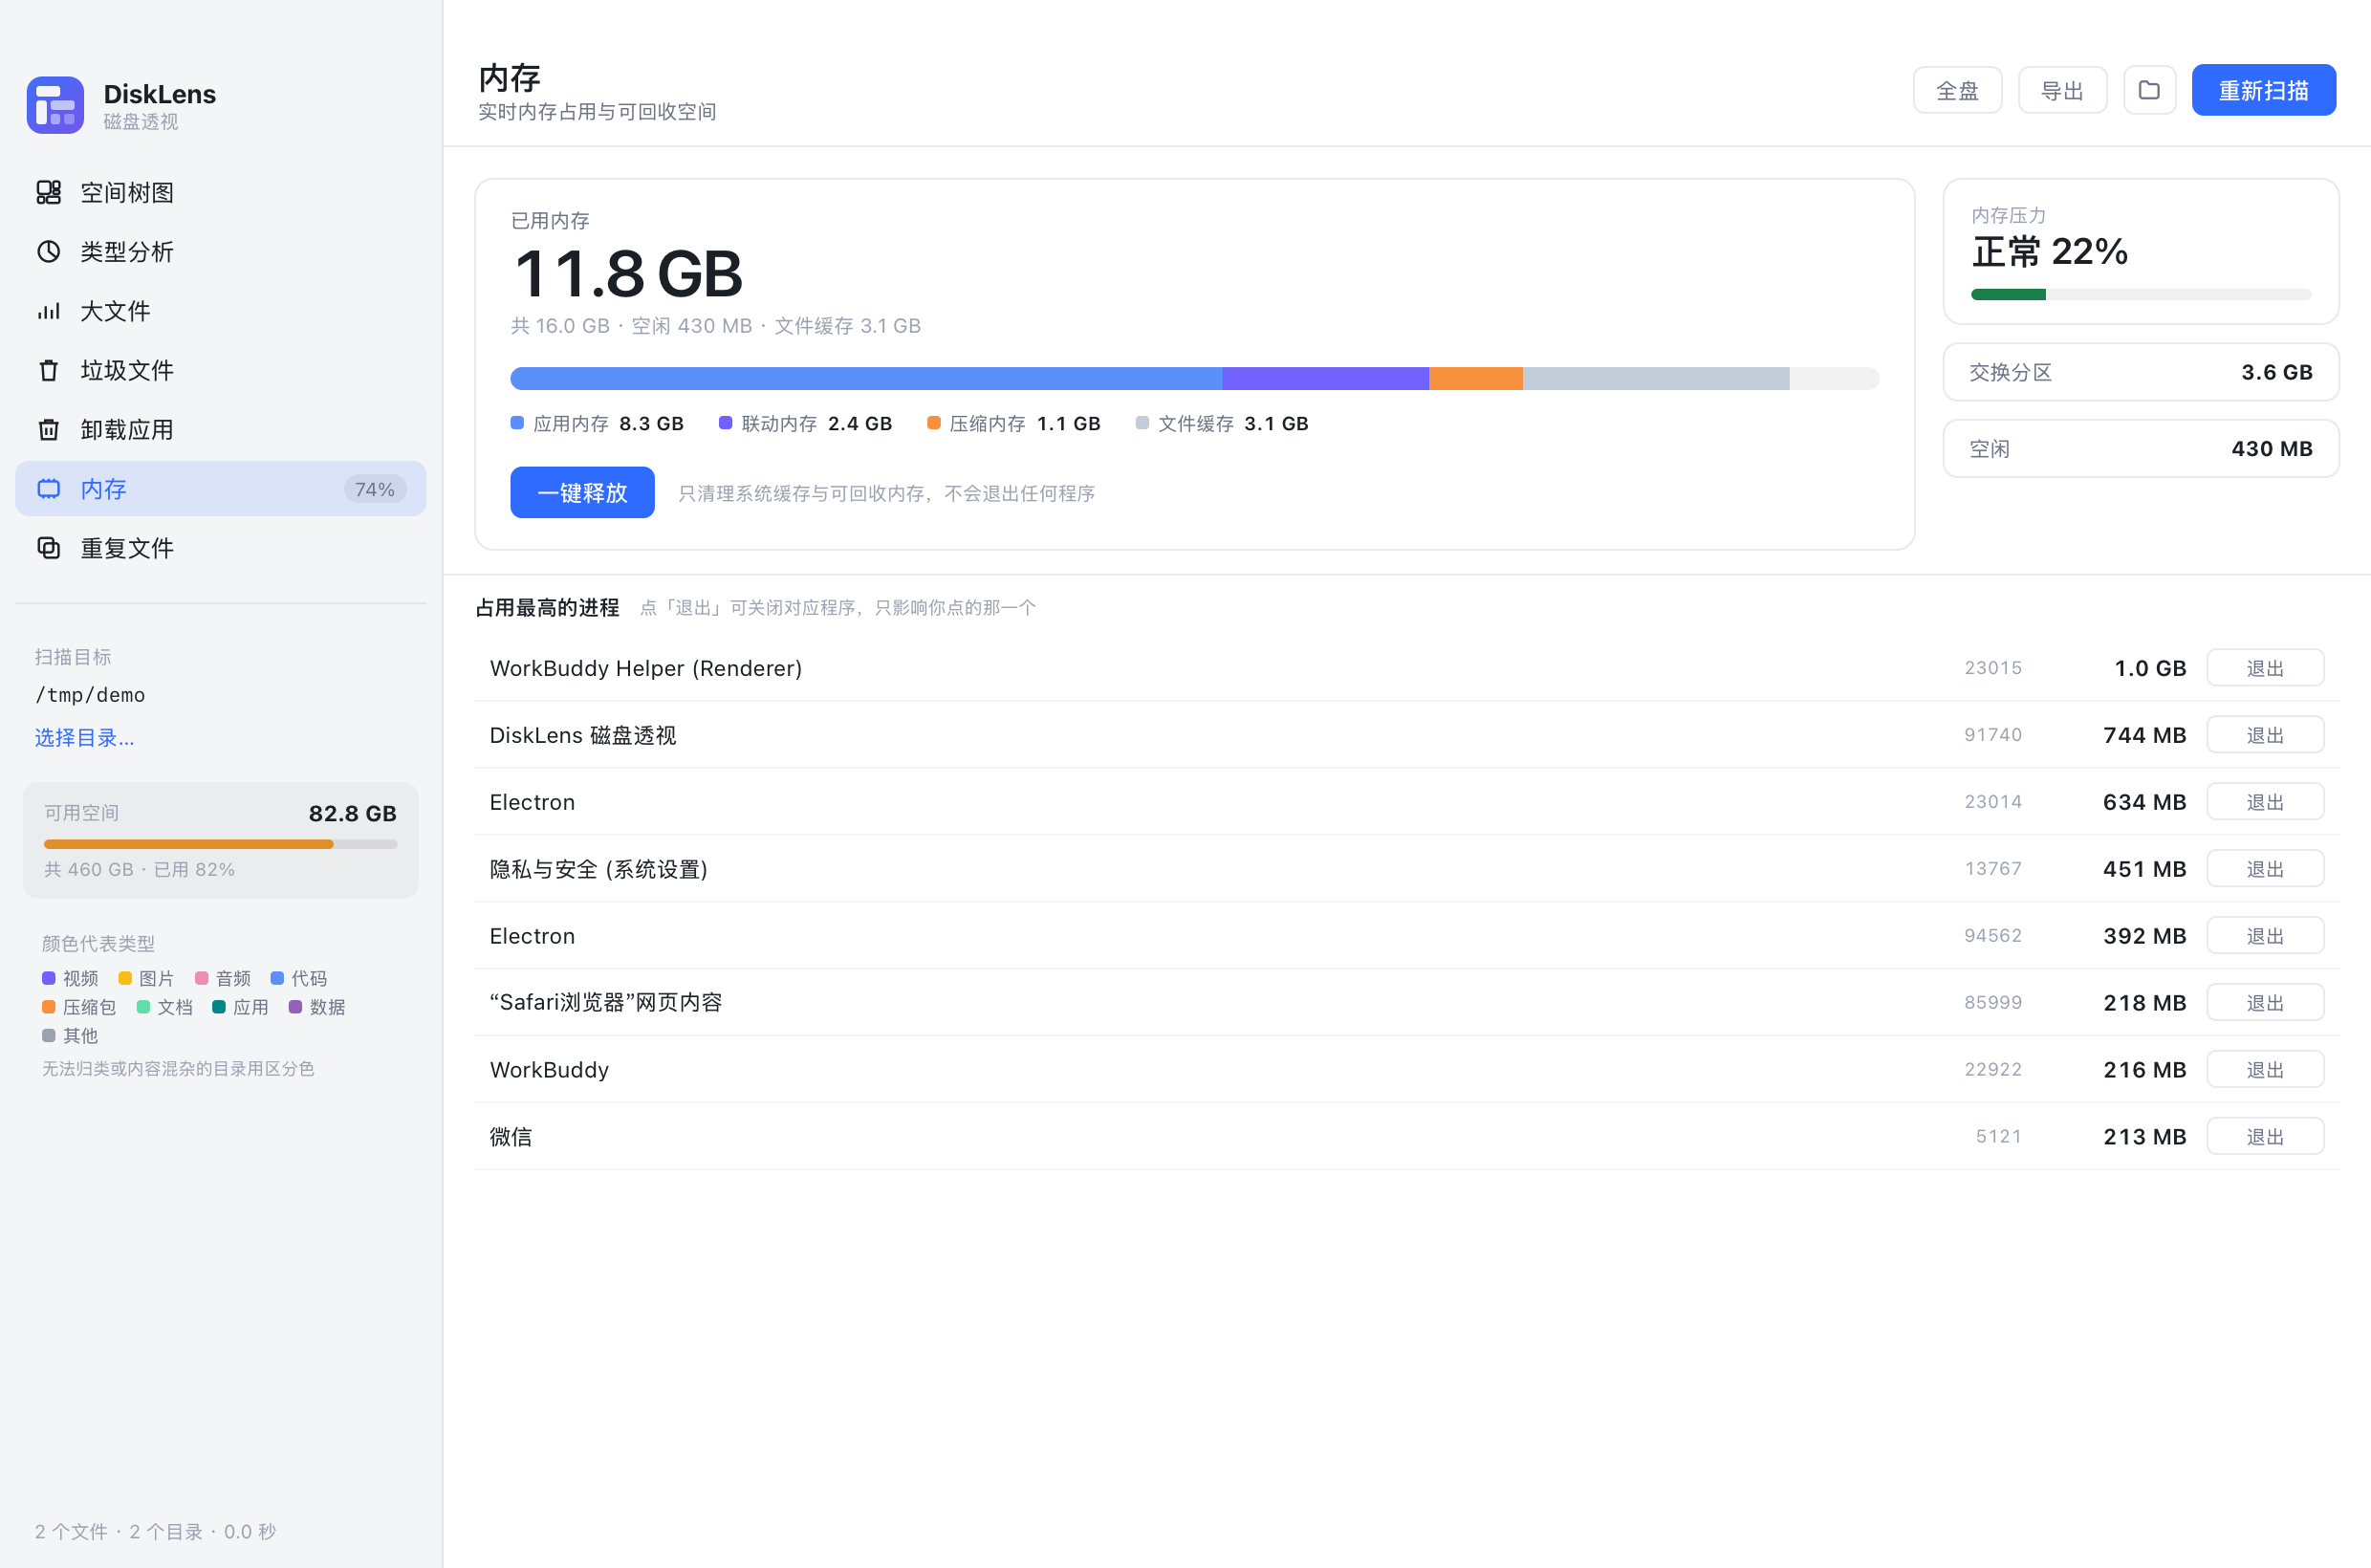 DiskLens
磁盘透视
空间树图
类型分析
大文件
垃圾文件
卸载应用
内存 74%
重复文件
扫描目标
/tmp/demo
选择目录...
可用空间 82.8 GB
共 460 GB · 已用 82%
颜色代表类型
视频 图片 音频 代码
压缩包 文档 应用 数据
其他
无法归类或内容混杂的目录用区分色
2 个文件 · 2 个目录 · 0.0 秒
内存
实时内存占用与可回收空间
全盘 导出 重新扫描
已用内存
11.8 GB
共 16.0 GB · 空闲 430 MB · 文件缓存 3.1 GB
应用内存 8.3 GB 联动内存 2.4 GB 压缩内存 1.1 GB 文件缓存 3.1 GB
一键释放 只清理系统缓存与可回收内存，不会退出任何程序
内存压力
正常 22%
交换分区 3.6 GB
空闲 430 MB
占用最高的进程 点「退出」可关闭对应程序，只影响你点的那一个
WorkBuddy Helper (Renderer) 23015 1.0 GB 退出
DiskLens 磁盘透视 91740 744 MB 退出
Electron 23014 634 MB 退出
隐私与安全 (系统设置) 13767 451 MB 退出
Electron 94562 392 MB 退出
“Safari浏览器”网页内容 85999 218 MB 退出
WorkBuddy 22922 216 MB 退出
微信 5121 213 MB 退出